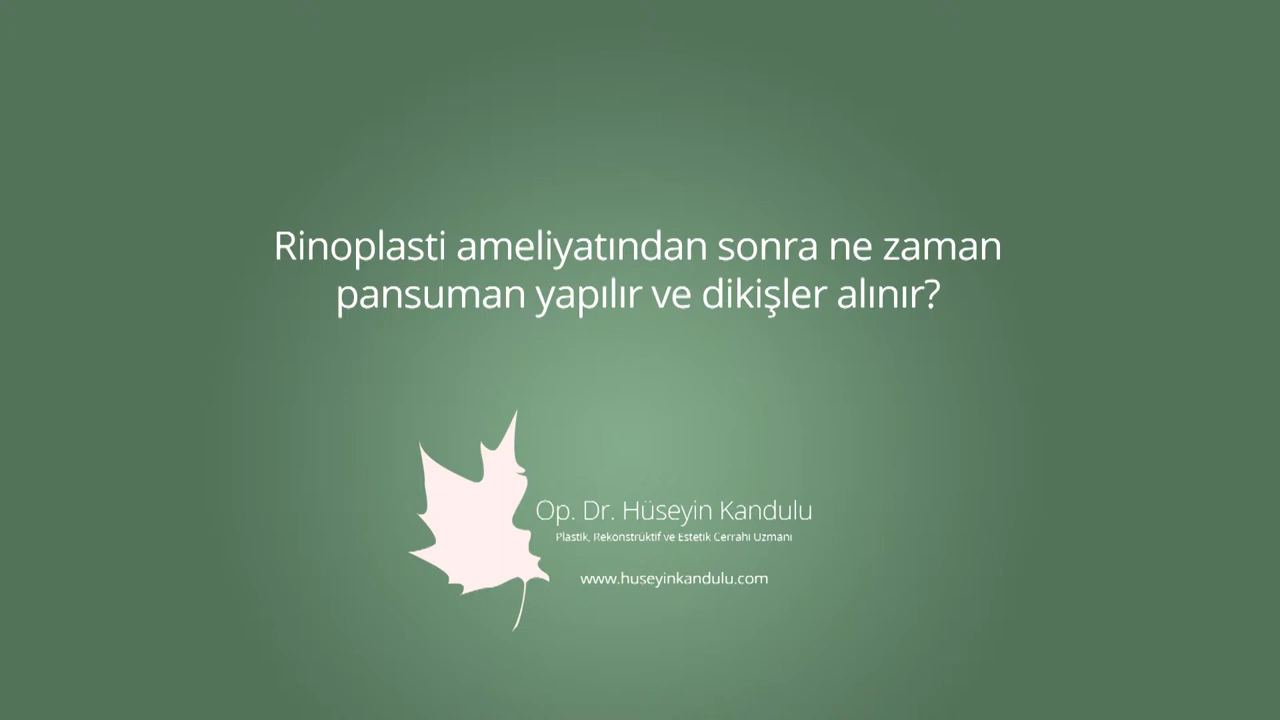 Rinoplasti ameliyatından sonra ne zaman
pansuman yapılır ve dikişler alınır?
Op. Dr. Hüseyin Kandulu
Plastik, Rekonstrüktif ve Estetik Cerrahi Uzmanı
www.huseyinkandulu.com